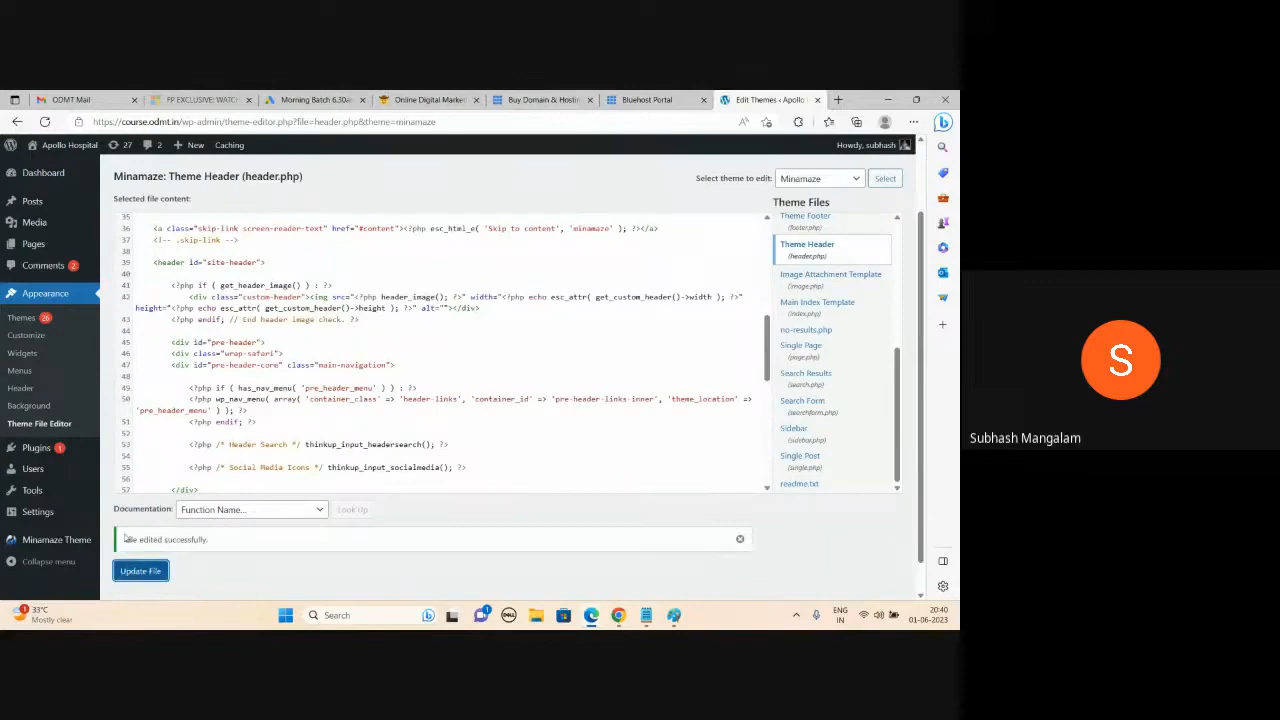 ODMT Mail
FP EXCLUSIVE: WATCH
Morning Batch 6.30am
Online Digital Market
Buy Domain & Hosting
Bluehost Portal
Edit Themes ‹ Apollo
https://course.odmt.in/wp-admin/theme-editor.php?file=header.php&theme=minamaze
Apollo Hospital
27
2
New
Caching
Howdy, subhash
Dashboard
Posts
Media
Pages
Comments 2
Appearance
Themes 26
Customize
Widgets
Menus
Header
Background
Theme File Editor
Plugins 1
Users
Tools
Settings
Minamaze Theme
Collapse menu
Minamaze: Theme Header (header.php)
Select theme to edit:
Minamaze
Select
Selected file content:
35
36 <a class="skip-link screen-reader-text" href="#content"><?php esc_html_e( 'Skip to content', 'minamaze' ); ?></a>
37 <!-- .skip-link -->
38
39 <header id="site-header">
40
41 <?php if ( get_header_image() ) : ?>
42 <div class="custom-header"><img src="<?php header_image(); ?>" width="<?php echo esc_attr( get_custom_header()->width ); ?>"
height="<?php echo esc_attr( get_custom_header()->height ); ?>" alt=""></div>
43 <?php endif; // End header image check. ?>
44
45 <div id="pre-header">
46 <div class="wrap-safari">
47 <div id="pre-header-core" class="main-navigation">
48
49 <?php if ( has_nav_menu( 'pre_header_menu' ) ) : ?>
50 <?php wp_nav_menu( array( 'container_class' => 'header-links', 'container_id' => 'pre-header-links-inner', 'theme_location' =>
'pre_header_menu' ) ); ?>
51 <?php endif; ?>
52
53 <?php /* Header Search */ thinkup_input_headersearch(); ?>
54
55 <?php /* Social Media Icons */ thinkup_input_socialmedia(); ?>
56
57 </div>
Theme Files
Theme Footer
(footer.php)
Theme Header
(header.php)
Image Attachment Template
(image.php)
Main Index Template
(index.php)
no-results.php
Single Page
(page.php)
Search Results
(search.php)
Search Form
(searchform.php)
Sidebar
(sidebar.php)
Single Post
(single.php)
readme.txt
Documentation:
Function Name...
Look Up
File edited successfully.
Update File
S
Subhash Mangalam
1
33°C
Mostly clear
Search
1
ENG
IN
20:40
01-06-2023